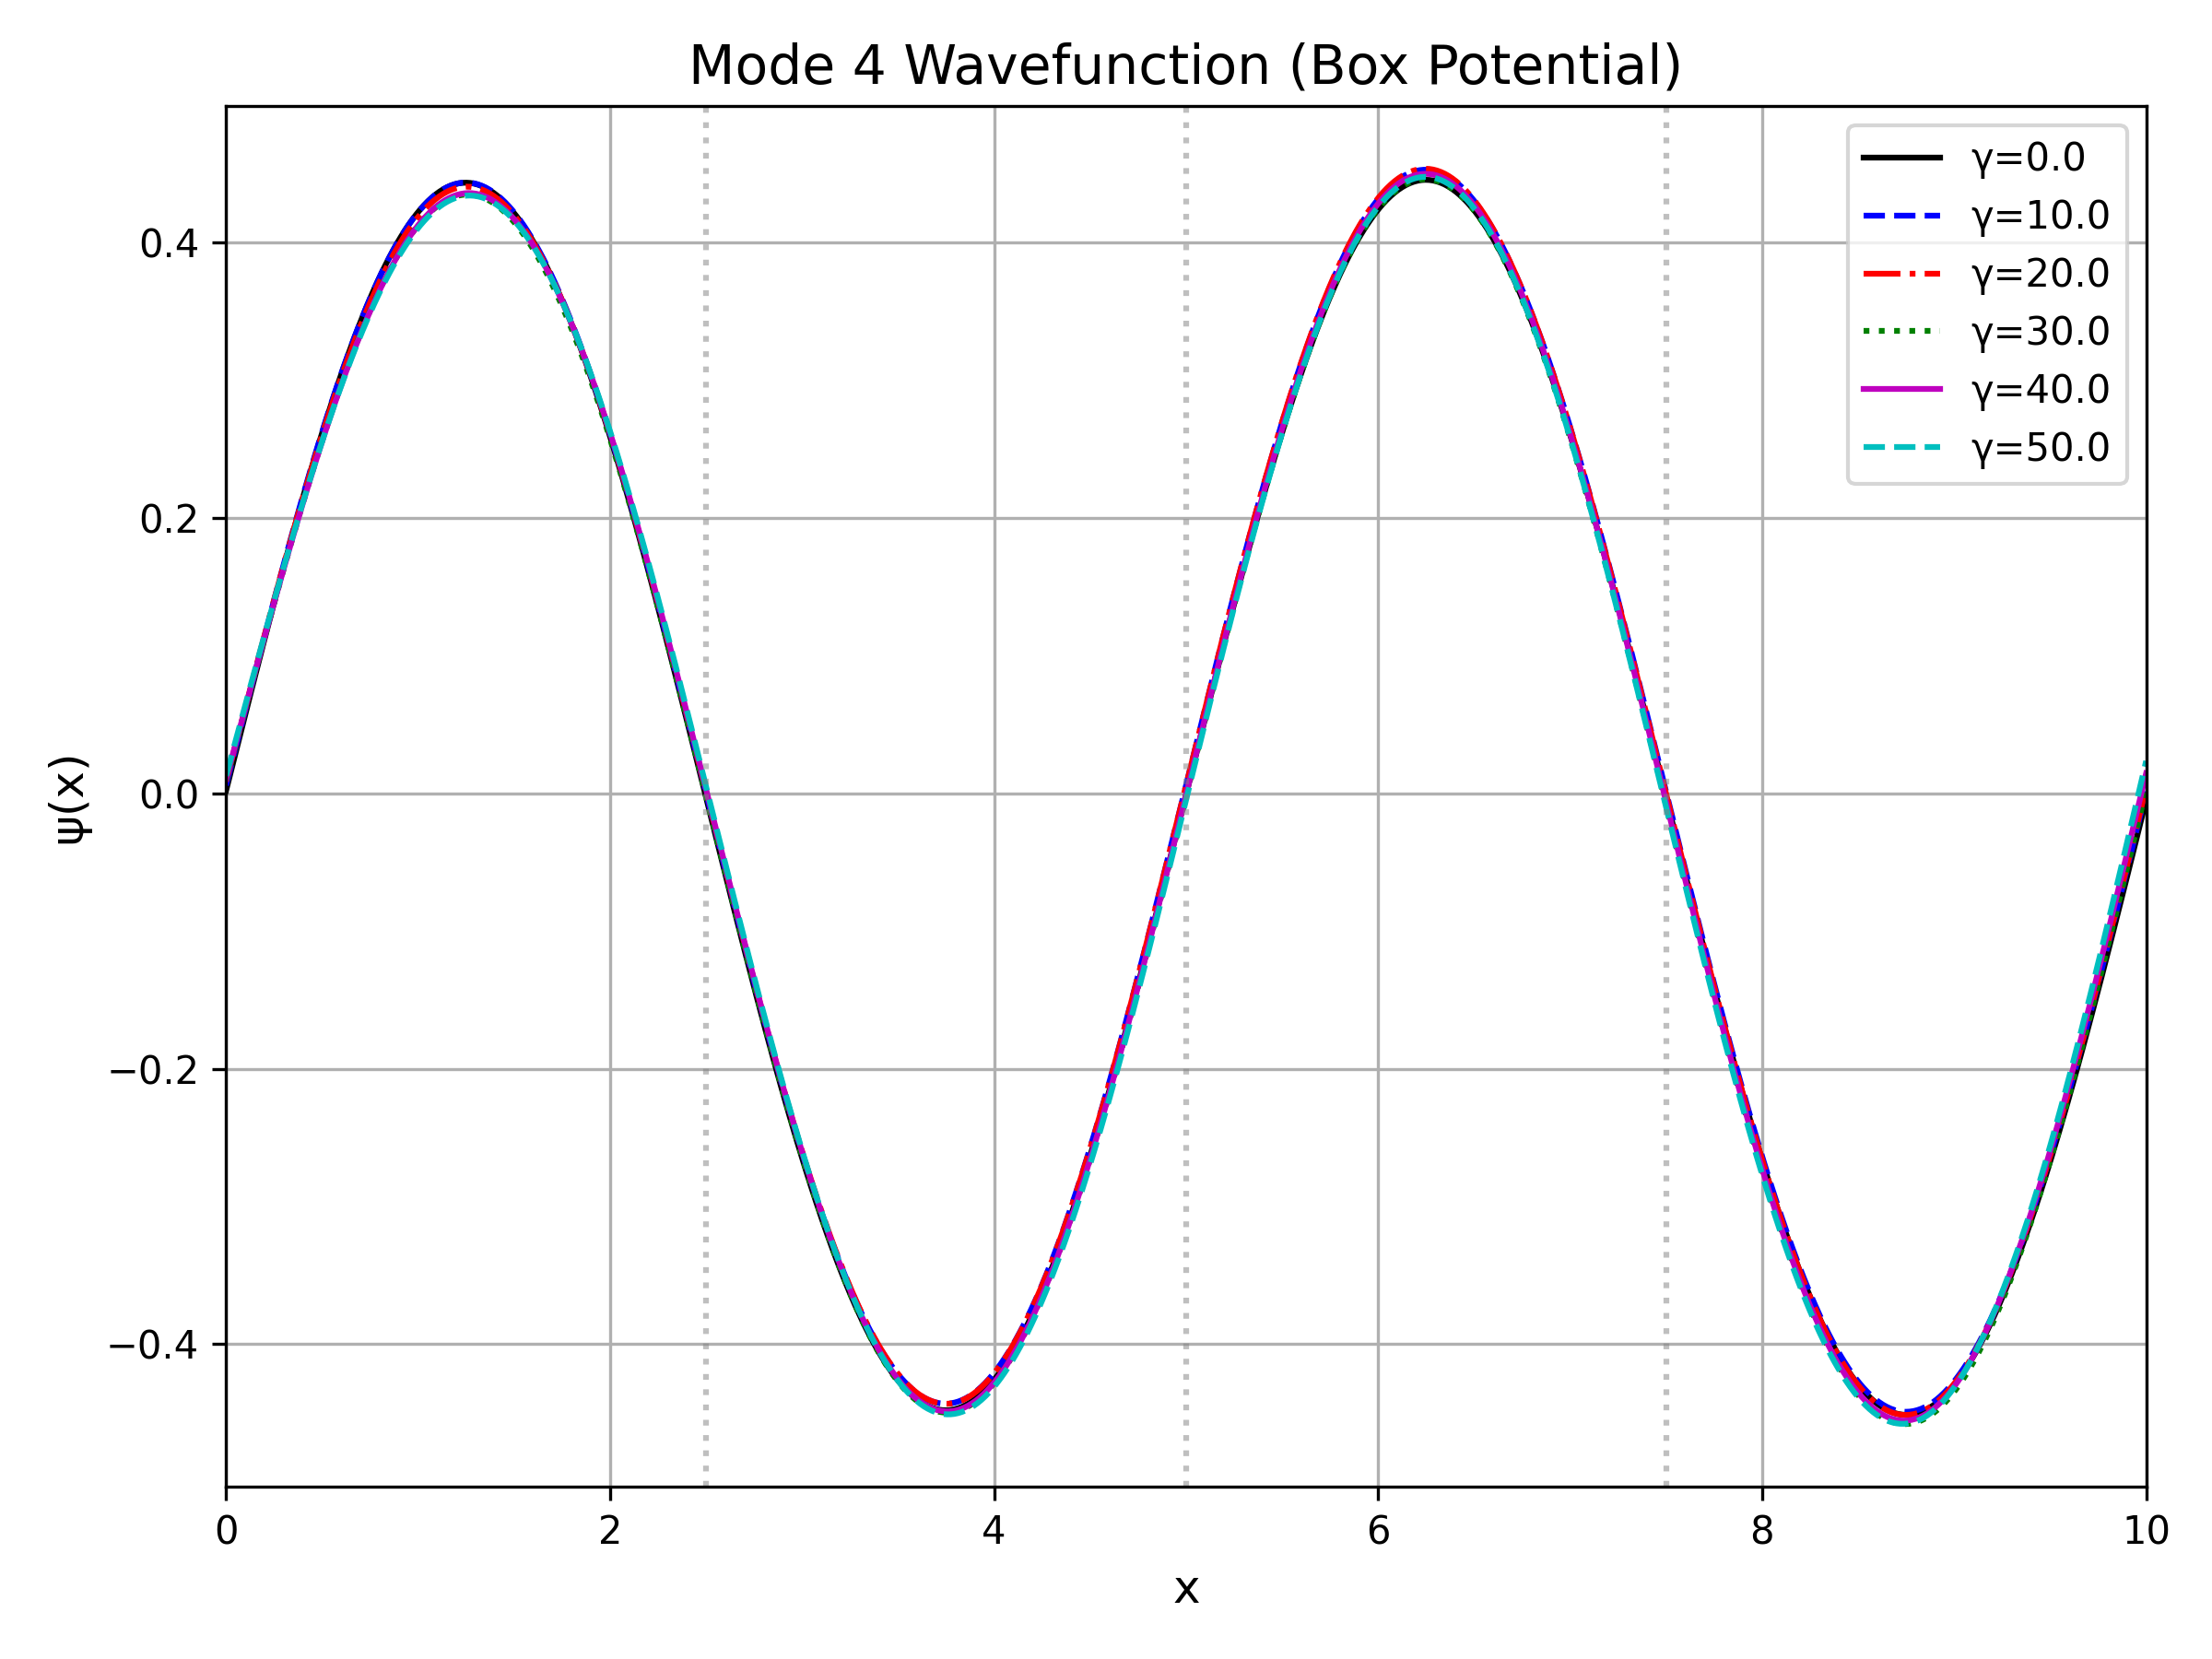 Mode 4 Wavefunction (Box Potential)
γ=0.0
γ=10.0
γ=20.0
γ=30.0
γ=40.0
γ=50.0
ψ(x)
0.4
0.2
0.0
−0.2
−0.4
0 2 4 6 8 10
x